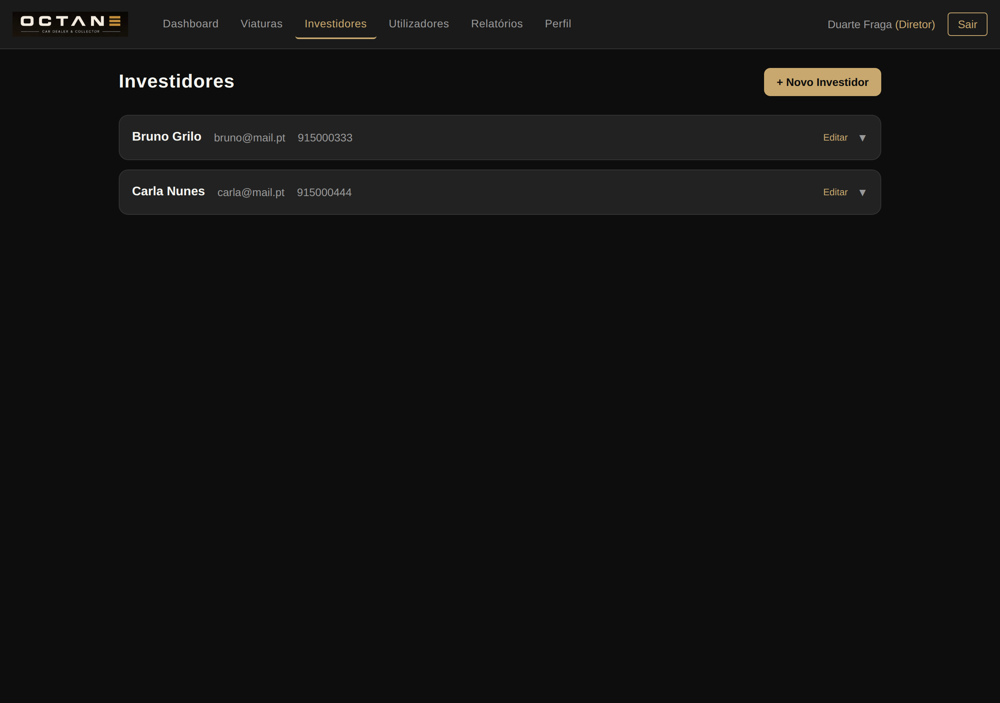 OCTANE
CAR DEALER & COLLECTOR
Dashboard Viaturas Investidores Utilizadores Relatórios Perfil
Duarte Fraga (Diretor) Sair
Investidores
+ Novo Investidor
Bruno Grilo bruno@mail.pt 915000333 Editar ▼
Carla Nunes carla@mail.pt 915000444 Editar ▼